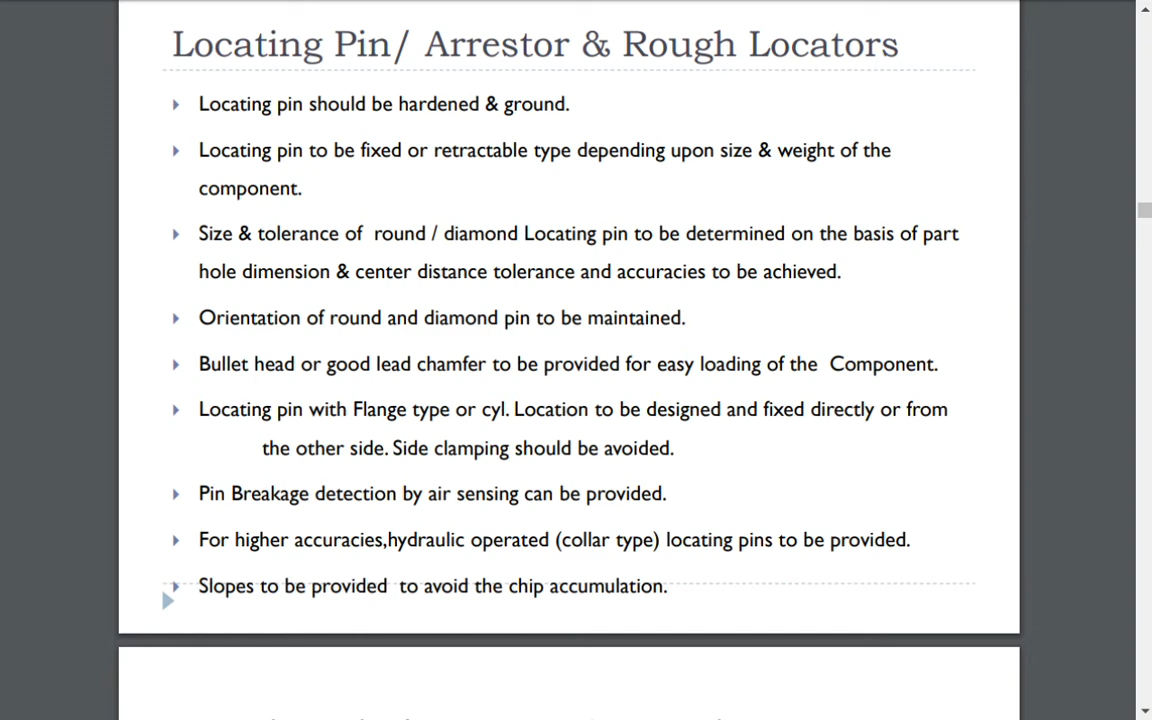 Locating Pin/ Arrestor & Rough Locators
Locating pin should be hardened & ground.
Locating pin to be fixed or retractable type depending upon size & weight of the
component.
Size & tolerance of round / diamond Locating pin to be determined on the basis of part
hole dimension & center distance tolerance and accuracies to be achieved.
Orientation of round and diamond pin to be maintained.
Bullet head or good lead chamfer to be provided for easy loading of the Component.
Locating pin with Flange type or cyl. Location to be designed and fixed directly or from
the other side. Side clamping should be avoided.
Pin Breakage detection by air sensing can be provided.
For higher accuracies,hydraulic operated (collar type) locating pins to be provided.
Slopes to be provided to avoid the chip accumulation.